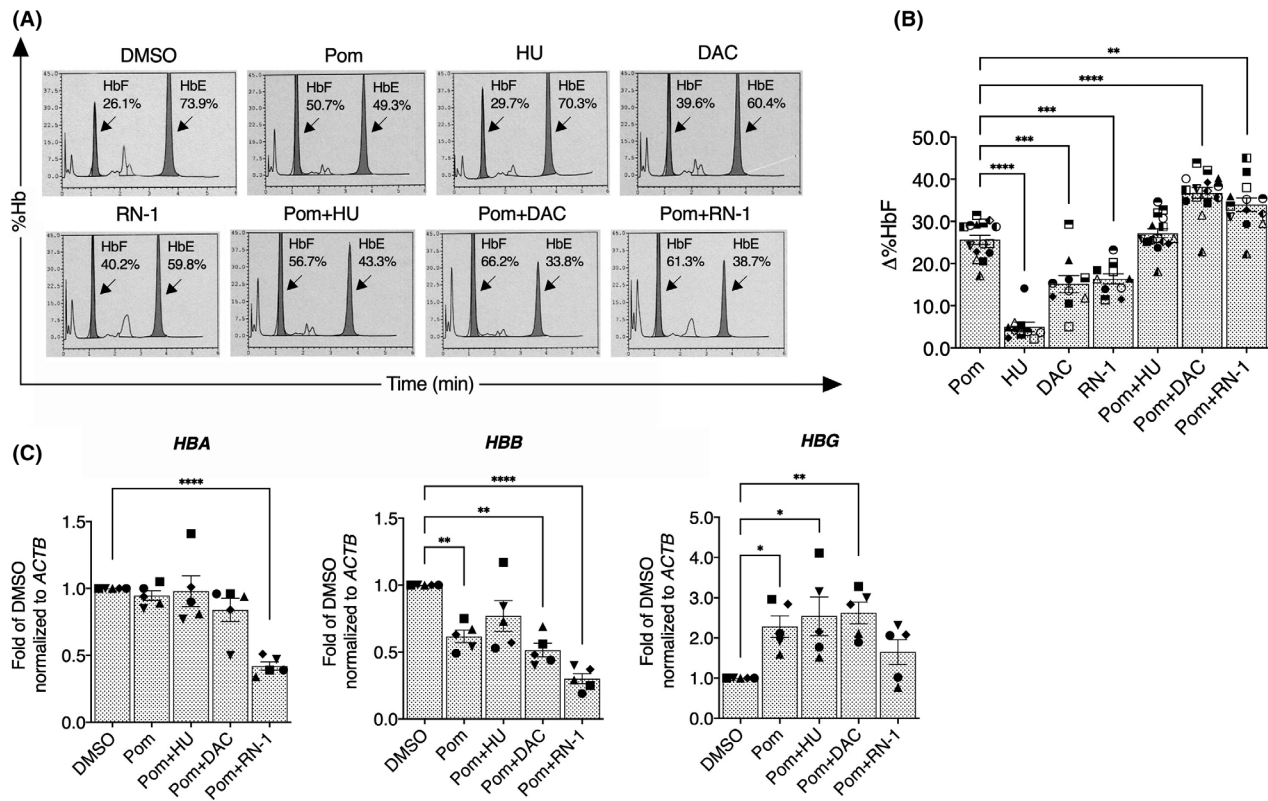 (A)
DMSO
Pom
HU
DAC
HbF
26.1%
HbE
73.9%
HbF
50.7%
HbE
49.3%
HbF
29.7%
HbE
70.3%
HbF
39.6%
HbE
60.4%
RN-1
Pom+HU
Pom+DAC
Pom+RN-1
HbF
40.2%
HbE
59.8%
HbF
56.7%
HbE
43.3%
HbF
66.2%
HbE
33.8%
HbF
61.3%
HbE
38.7%
%Hb
Time (min)
(B)
**
****
***
***
****
50.0
40.0
30.0
20.0
10.0
0.0
Δ%HbF
Pom
HU
DAC
RN-1
Pom+HU
Pom+DAC
Pom+RN-1
(C)
HBA
****
1.5
1.0
0.5
0.0
Fold of DMSO
normalized to ACTB
DMSO
Pom
Pom+HU
Pom+DAC
Pom+RN-1
HBB
****
**
**
1.5
1.0
0.5
0.0
Fold of DMSO
normalized to ACTB
DMSO
Pom
Pom+HU
Pom+DAC
Pom+RN-1
HBG
**
*
*
5.0
4.0
3.0
2.0
1.0
0.0
Fold of DMSO
normalized to ACTB
DMSO
Pom
Pom+HU
Pom+DAC
Pom+RN-1